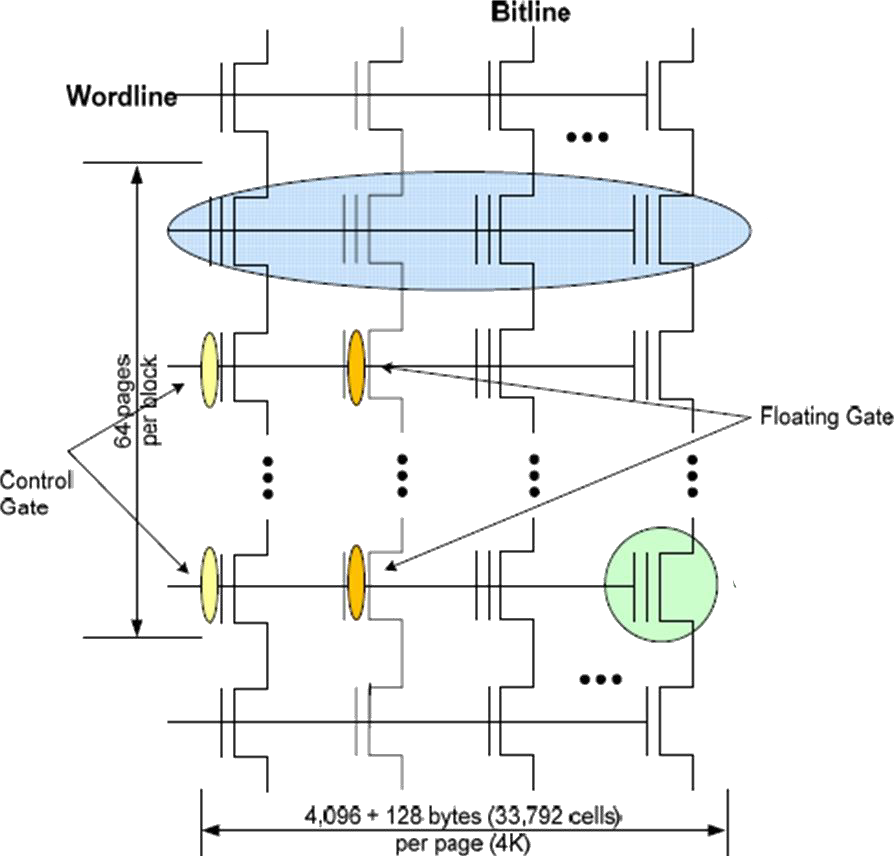 Bitline
Wordline
64 pages
per block
Floating Gate
Control
Gate
4,096 + 128 bytes (33,792 cells)
per page (4K)